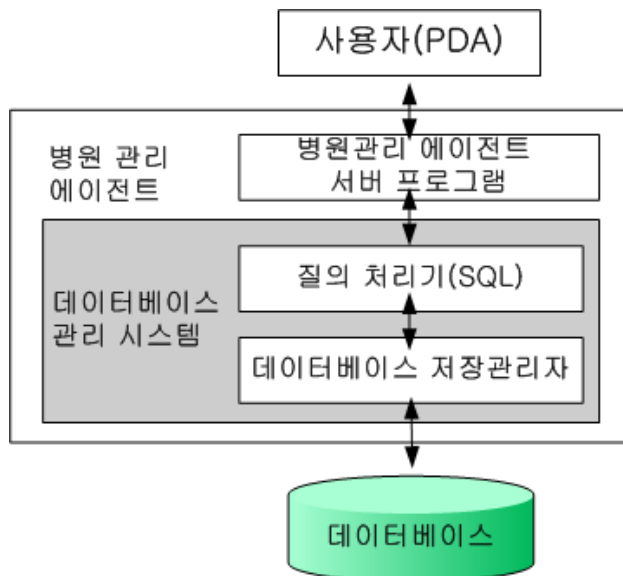 사용자(PDA)
병원 관리
에이전트
병원관리 에이전트
서버 프로그램
데이터베이스
관리 시스템
질의 처리기(SQL)
데이터베이스 저장관리자
데이터베이스